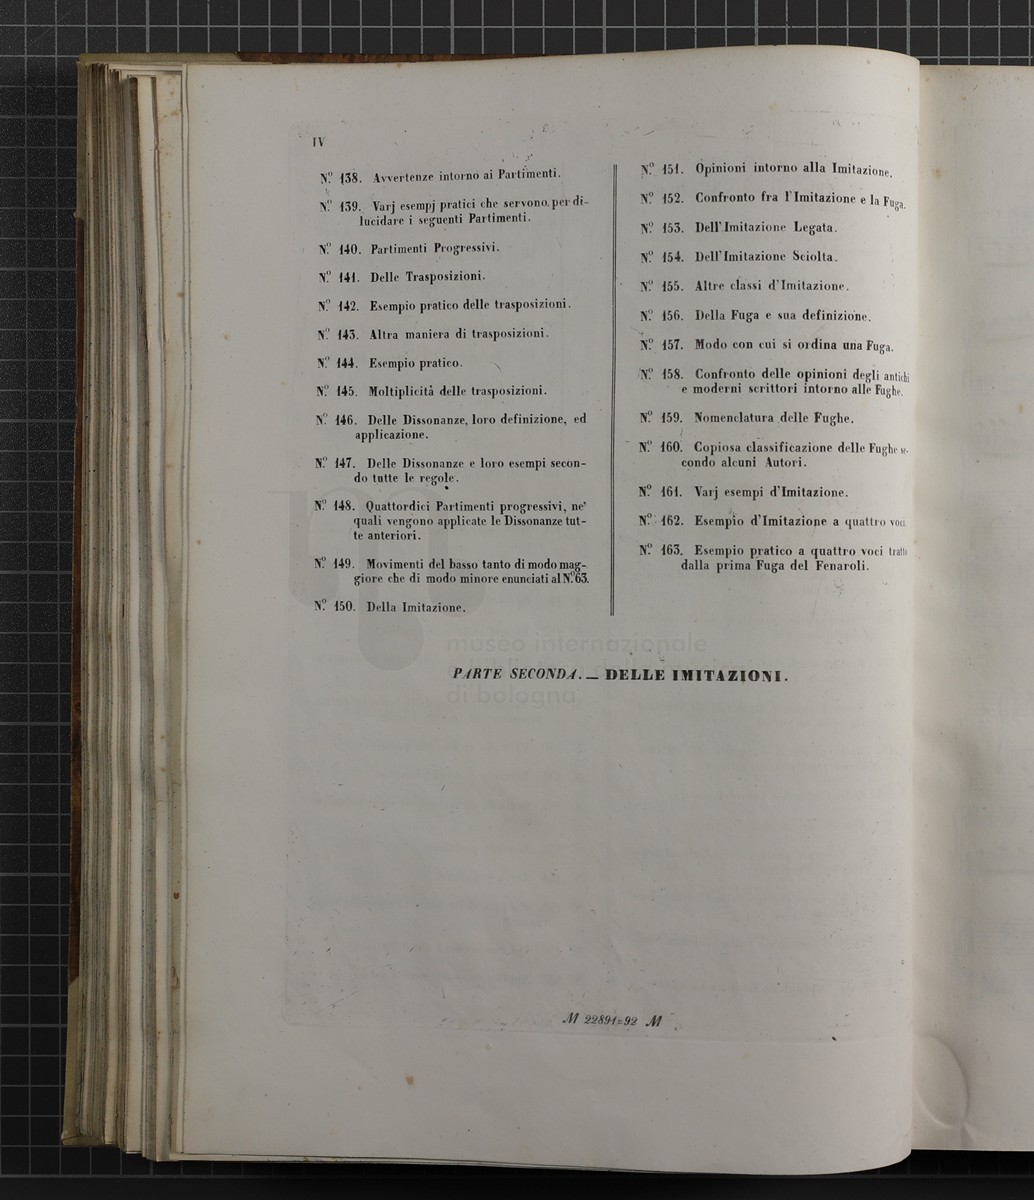 IV
N.º 138. Avvertenze intorno ai Partimenti.
N.º 139. Varj esempj pratici che servono per di-
lucidare i seguenti Partimenti.
N.º 140. Partimenti Progressivi.
N.º 141. Delle Trasposizioni.
N.º 142. Esempio pratico delle trasposizioni.
N.º 143. Altra maniera di trasposizioni.
N.º 144. Esempio pratico.
N.º 145. Moltiplicità delle trasposizioni.
N.º 146. Delle Dissonanze, loro definizione, ed
applicazione.
N.º 147. Delle Dissonanze e loro esempi secon-
do tutte le regole.
N.º 148. Quattordici Partimenti progressivi, ne'
quali vengono applicate le Dissonanze tut-
te anteriori.
N.º 149. Movimenti del basso tanto di modo mag-
giore che di modo minore enunciati al N.º 63.
N.º 150. Della Imitazione.
N.º 151. Opinioni intorno alla Imitazione.
N.º 152. Confronto fra l'Imitazione e la Fuga.
N.º 153. Dell'Imitazione Legata.
N.º 154. Dell'Imitazione Sciolta.
N.º 155. Altre classi d'Imitazione.
N.º 156. Della Fuga e sua definizione.
N.º 157. Modo con cui si ordina una Fuga.
N.º 158. Confronto delle opinioni degli antichi
e moderni scrittori intorno alle Fughe.
N.º 159. Nomenclatura delle Fughe.
N.º 160. Copiosa classificazione delle Fughe se-
condo alcuni Autori.
N.º 161. Varj esempi d'Imitazione.
N.º 162. Esempio d'Imitazione a quattro voci
N.º 163. Esempio pratico a quattro voci tratto
dalla prima Fuga del Fenaroli.
museo internazionale
di bologna
PARTE SECONDA. — DELLE IMITAZIONI.
M 22891=92 M